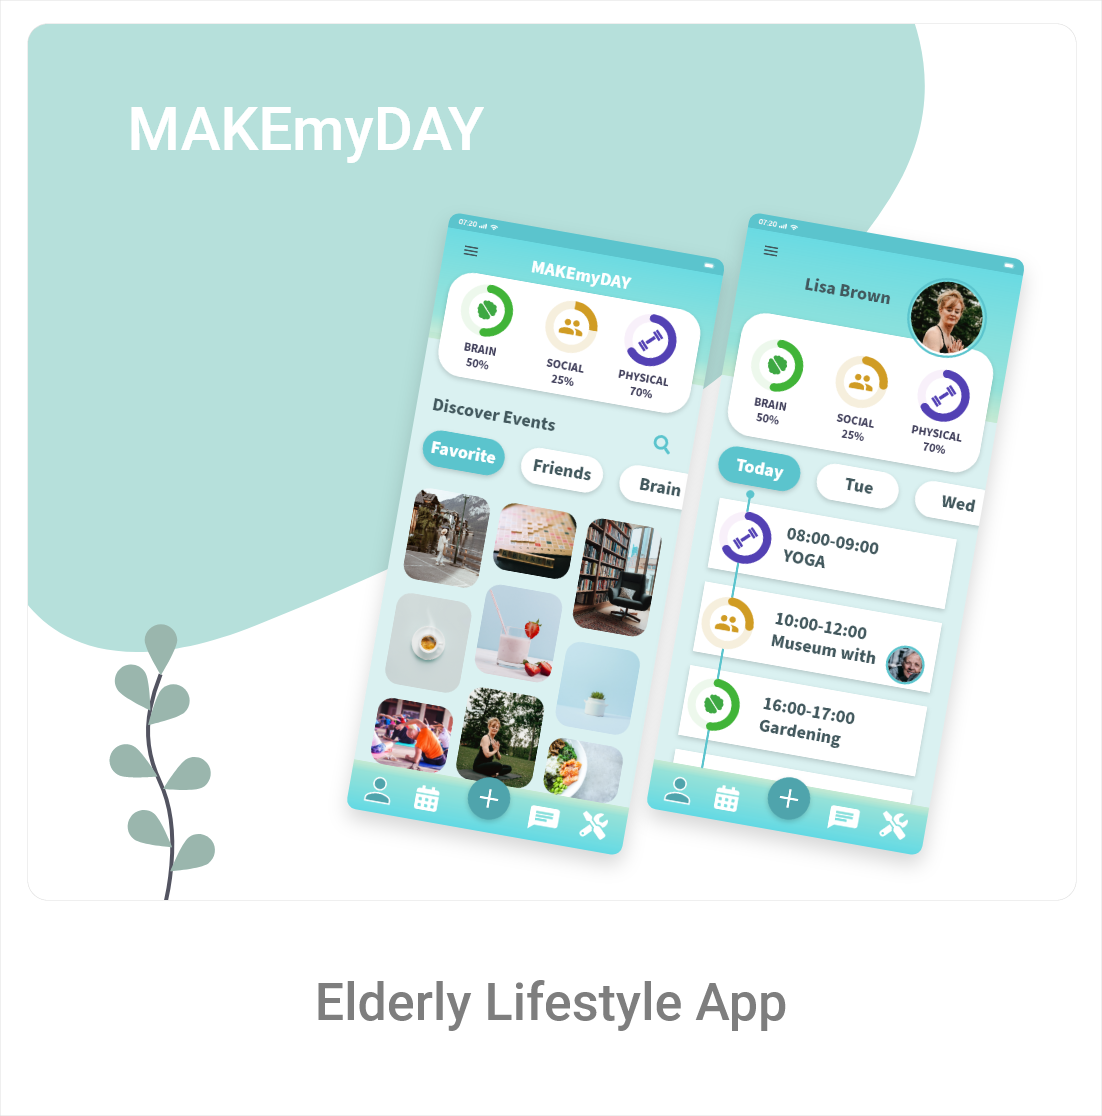 MAKEmyDAY
07:20
MAKEmyDAY
BRAIN
50%
SOCIAL
25%
PHYSICAL
70%
Discover Events
Favorite
Friends
Brain
07:20
Lisa Brown
BRAIN
50%
SOCIAL
25%
PHYSICAL
70%
Today
Tue
Wed
08:00-09:00
YOGA
10:00-12:00
Museum with
16:00-17:00
Gardening
Elderly Lifestyle App